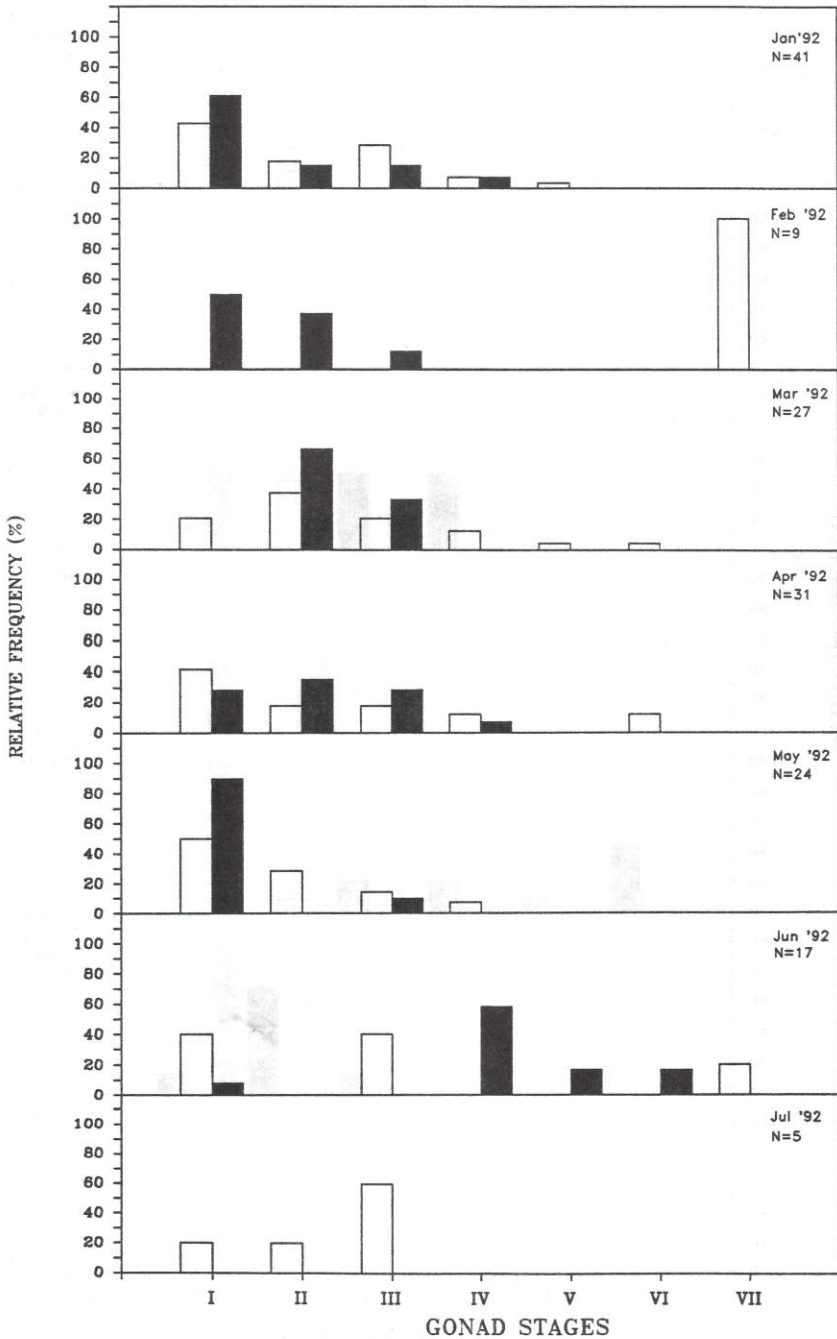 100
80
60
40
20
0
Jan'92
N=41
100
80
60
40
20
0
Feb '92
N=9
100
80
60
40
20
0
Mar '92
N=27
100
80
60
40
20
0
Apr '92
N=31
100
80
60
40
20
0
May '92
N=24
100
80
60
40
20
0
Jun '92
N=17
100
80
60
40
20
0
Jul '92
N=5
RELATIVE FREQUENCY (%)
I II III IV V VI VII
GONAD STAGES